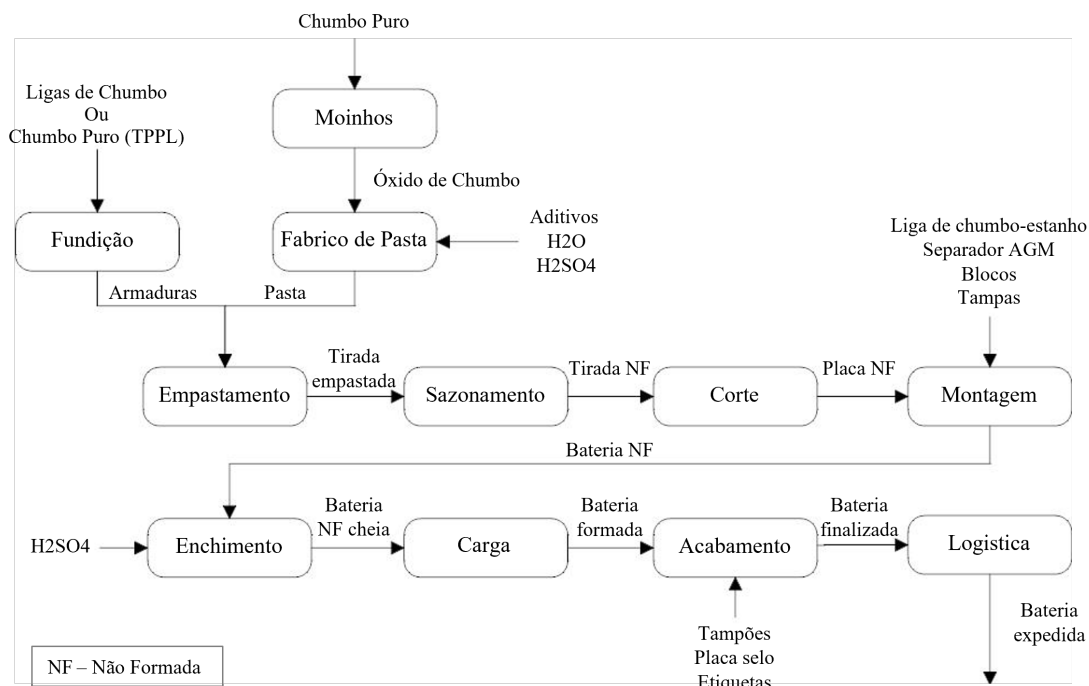 Chumbo Puro
Ligas de Chumbo
Ou
Chumbo Puro (TPPL)
Moinhos
Óxido de Chumbo
Fundição
Fabrico de Pasta
Aditivos
H2O
H2SO4
Liga de chumbo-estanho
Separador AGM
Blocos
Tampas
Armaduras
Pasta
Empastamento
Tirada
empastada
Sazonamento
Tirada NF
Corte
Placa NF
Montagem
Bateria NF
H2SO4
Enchimento
Bateria
NF cheia
Carga
Bateria
formada
Acabamento
Bateria
finalizada
Logistica
Tampões
Placa selo
Etiquetas
Bateria
expedida
NF – Não Formada